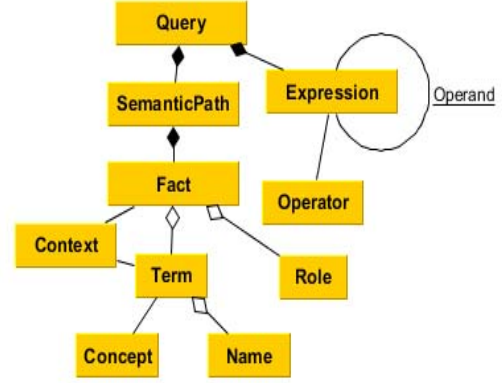 Query
Expression
Operand
SemanticPath
Fact
Operator
Context
Term
Role
Concept
Name